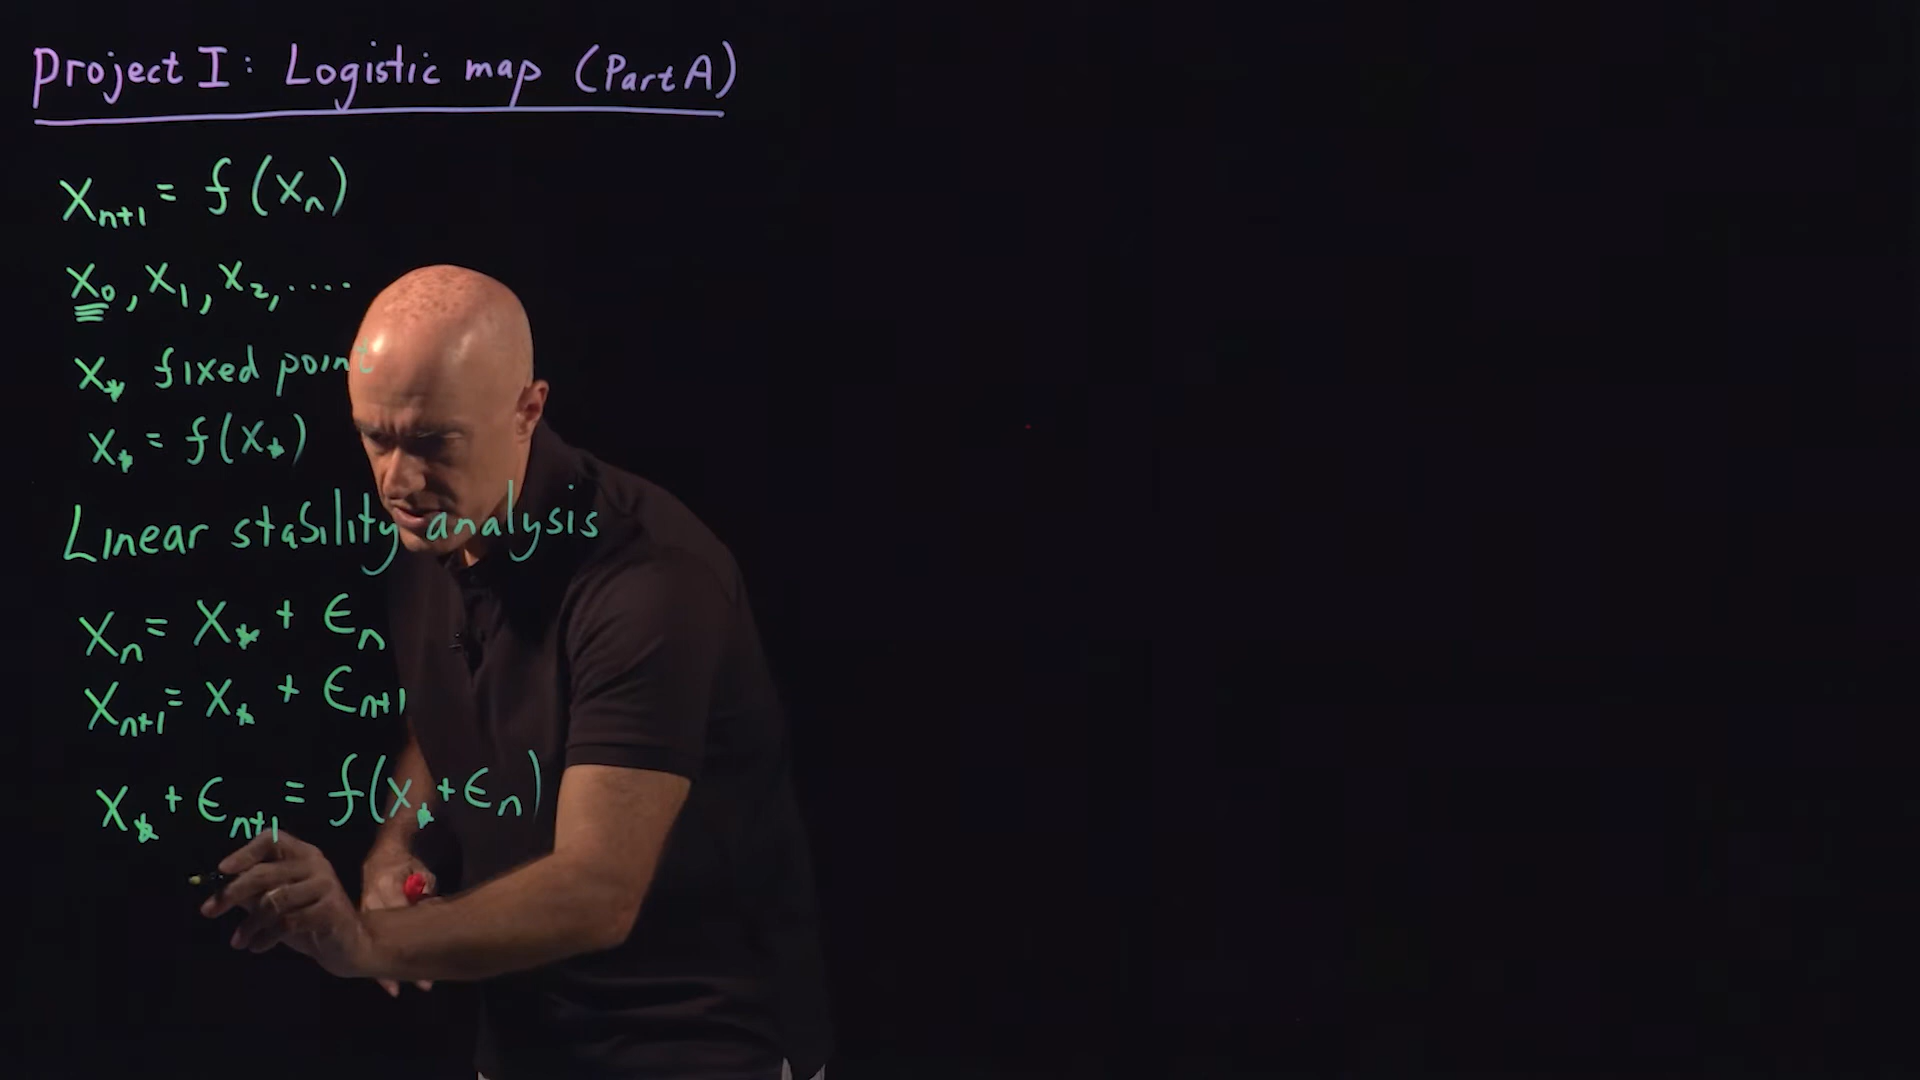 Project I: Logistic map (Part A)
Xₙ₊₁ = f(Xₙ)
X₀, X₁, X₂, ....
X⋆ fixed point
X⋆ = f(X⋆)
Linear stability analysis
Xₙ = X⋆ + ϵₙ
Xₙ₊₁ = X⋆ + ϵₙ₊₁
X⋆ + ϵₙ₊₁ = f(X⋆ + ϵₙ)